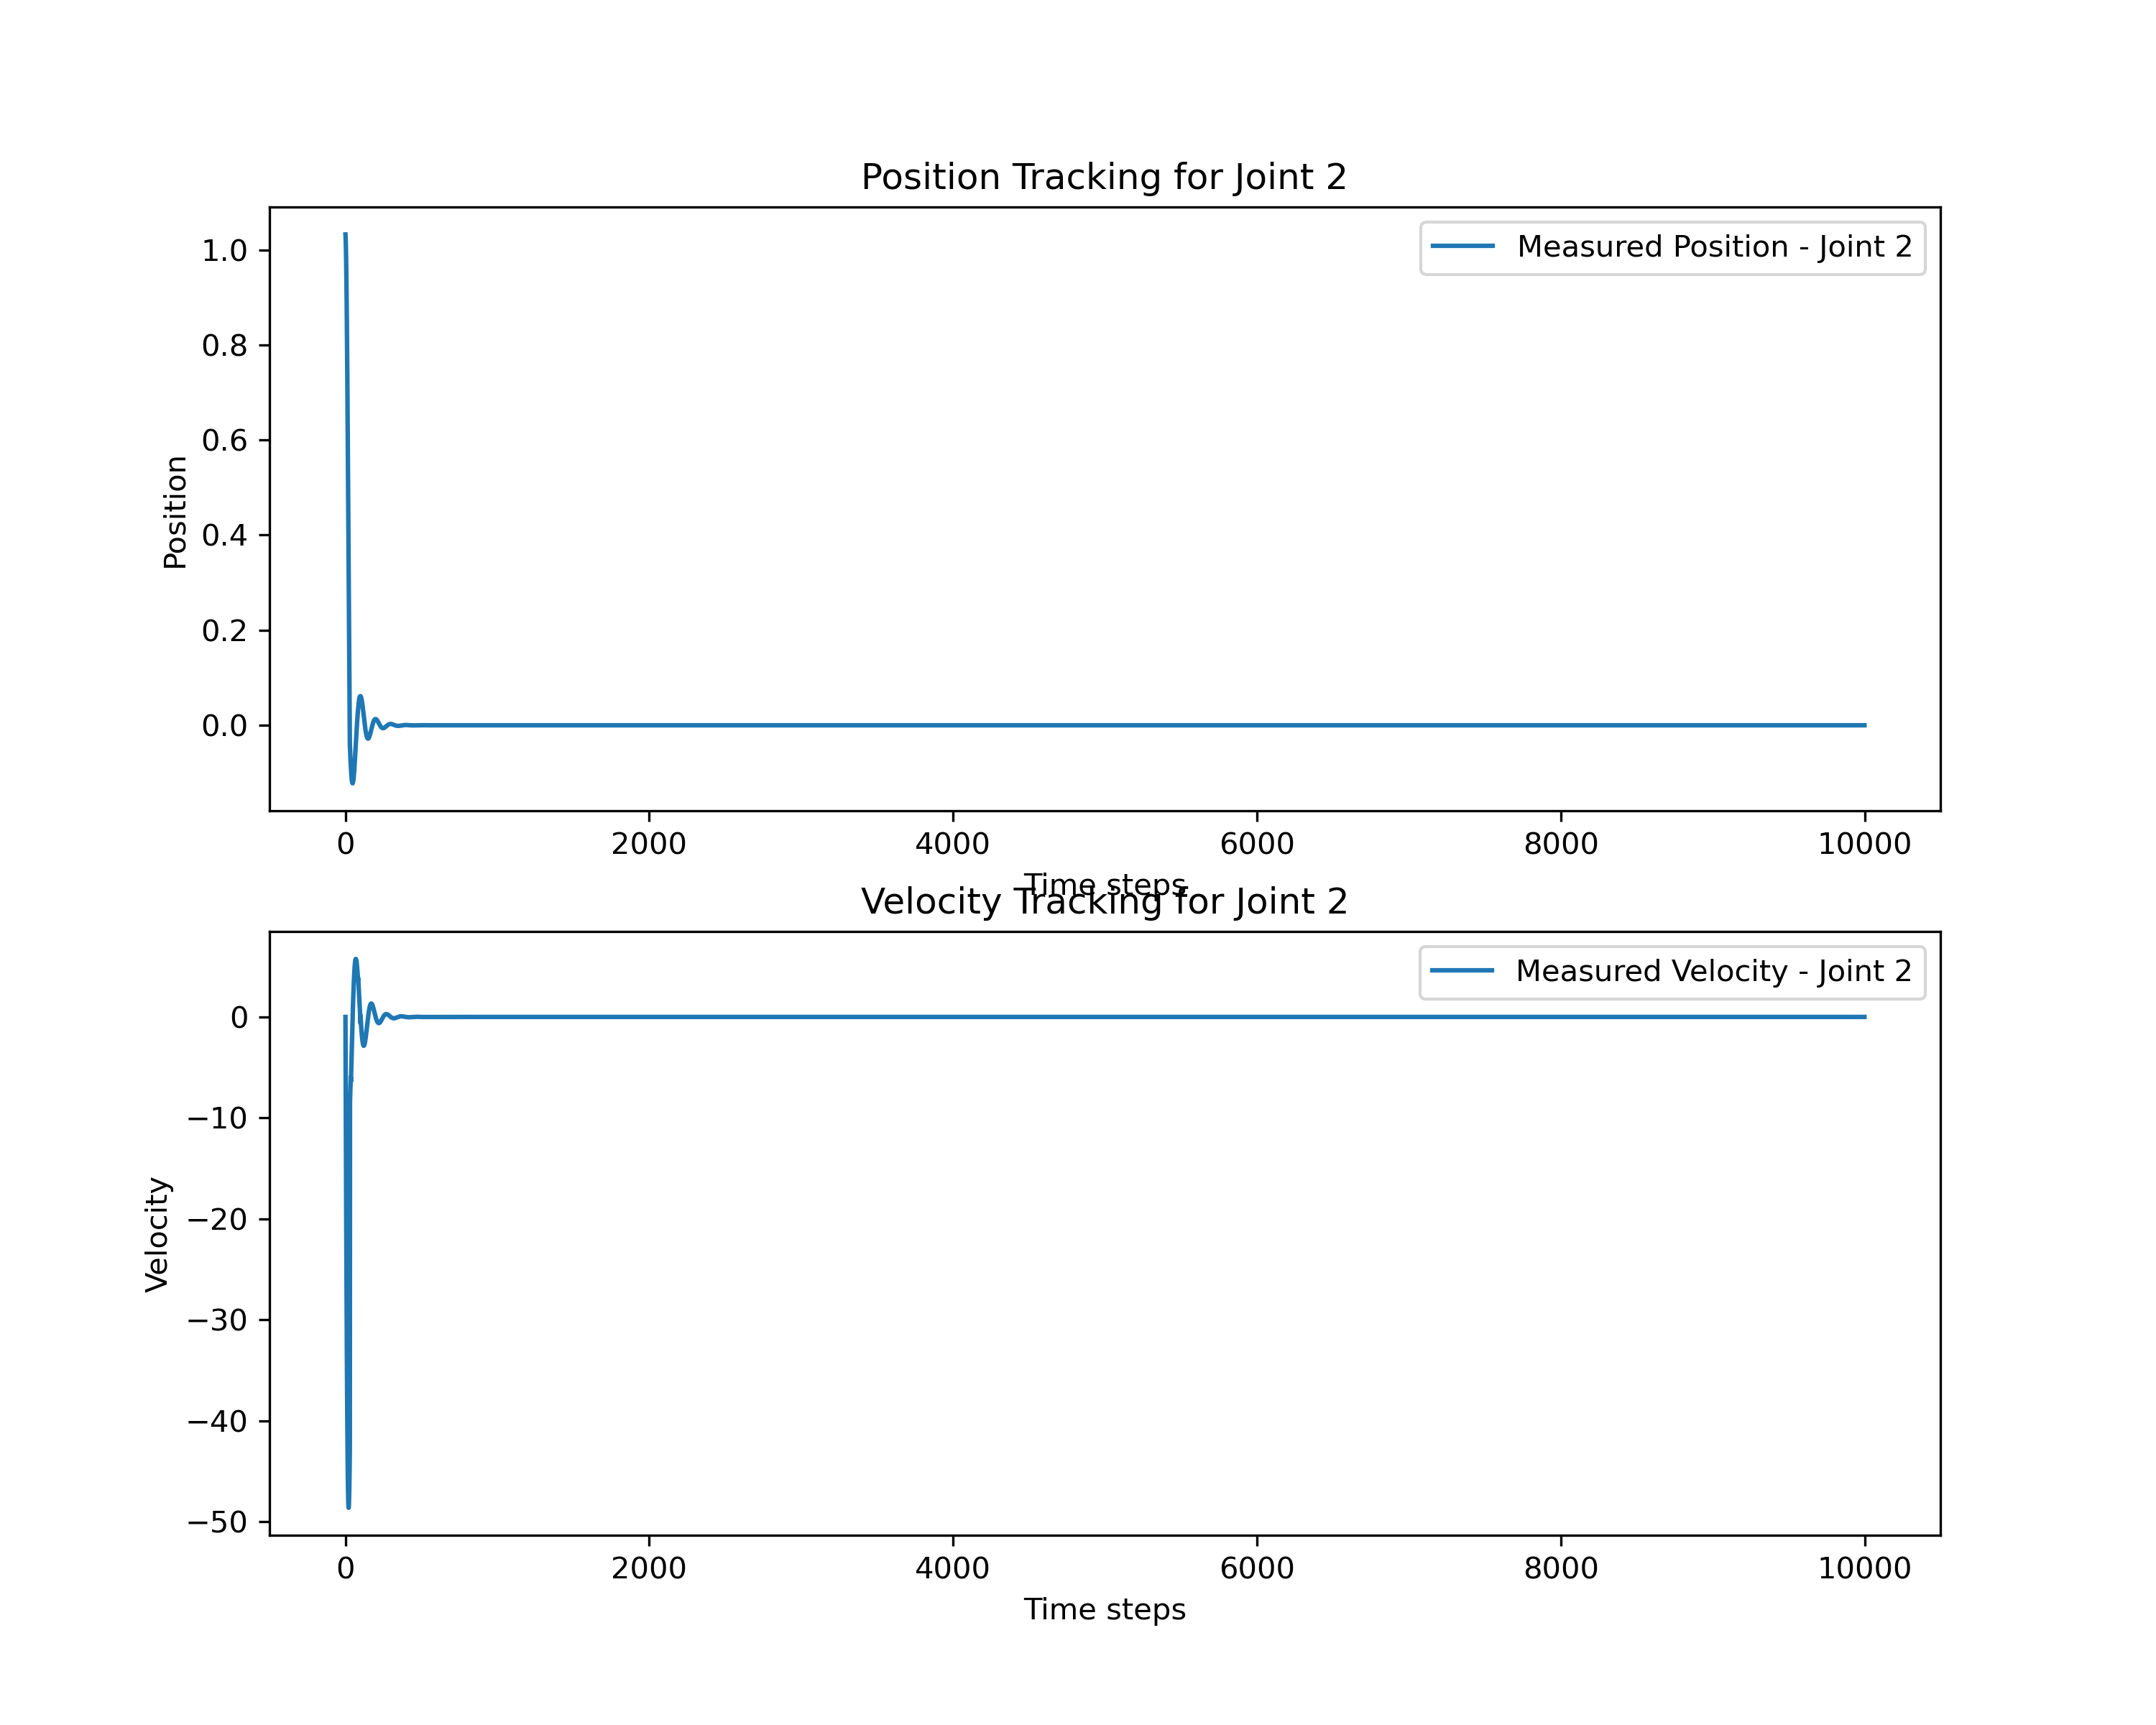 Position Tracking for Joint 2
Measured Position - Joint 2
1.0
0.8
0.6
0.4
0.2
0.0
Position
0 2000 4000 6000 8000 10000
Time steps
Velocity Tracking for Joint 2
Measured Velocity - Joint 2
0
−10
−20
−30
−40
−50
Velocity
0 2000 4000 6000 8000 10000
Time steps